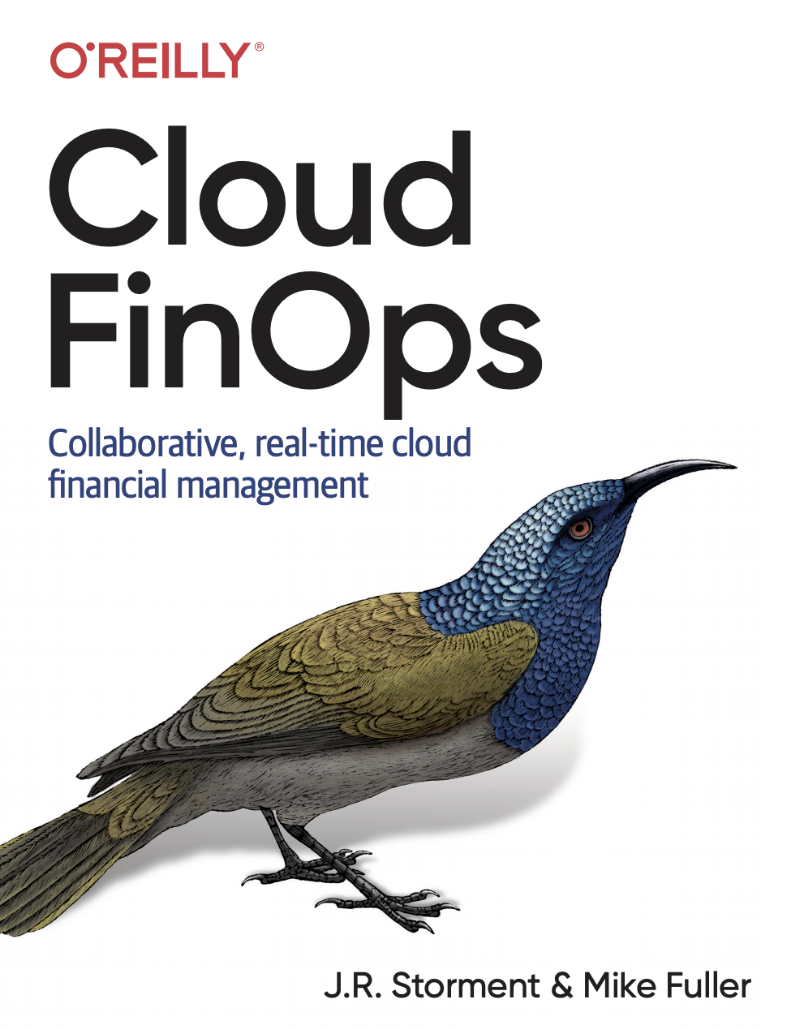 O'REILLY®
Cloud
FinOps
Collaborative, real-time cloud
financial management
J.R. Storment & Mike Fuller